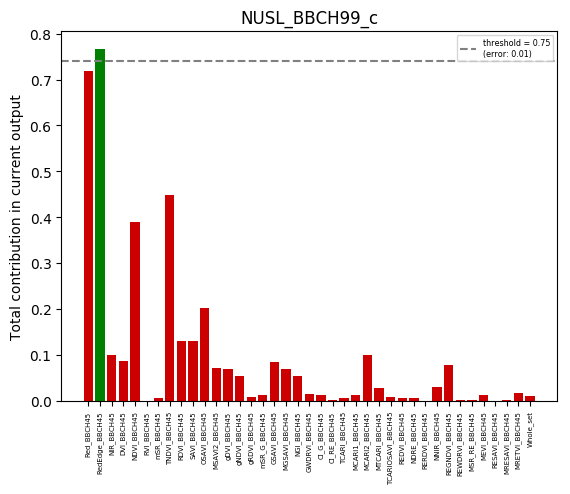 NUSL_BBCH99_c
threshold = 0.75
(error: 0.01)
Total contribution in current output
0.8
0.7
0.6
0.5
0.4
0.3
0.2
0.1
0.0
Red_BBCH45
RedEdge_BBCH45
NIR_BBCH45
DVI_BBCH45
NDVI_BBCH45
RVI_BBCH45
mSR_BBCH45
TNDVI_BBCH45
RDVI_BBCH45
SAVI_BBCH45
OSAVI_BBCH45
MSAVI2_BBCH45
gDVI_BBCH45
gNDVI_BBCH45
gRDVI_BBCH45
mSR_G_BBCH45
GSAVI_BBCH45
MGSAVI_BBCH45
NGI_BBCH45
GWDRVI_BBCH45
CI_G_BBCH45
CI_RE_BBCH45
TCARI_BBCH45
MCARI1_BBCH45
MCARI2_BBCH45
MTCARI_BBCH45
TCARIOSAVI_BBCH45
REDVI_BBCH45
NDRE_BBCH45
RERDVI_BBCH45
NNIR_BBCH45
REGNDVI_BBCH45
REWDRVI_BBCH45
MSR_RE_BBCH45
MEVI_BBCH45
RESAVI_BBCH45
MRESAVI_BBCH45
MRETVI_BBCH45
Whole_set